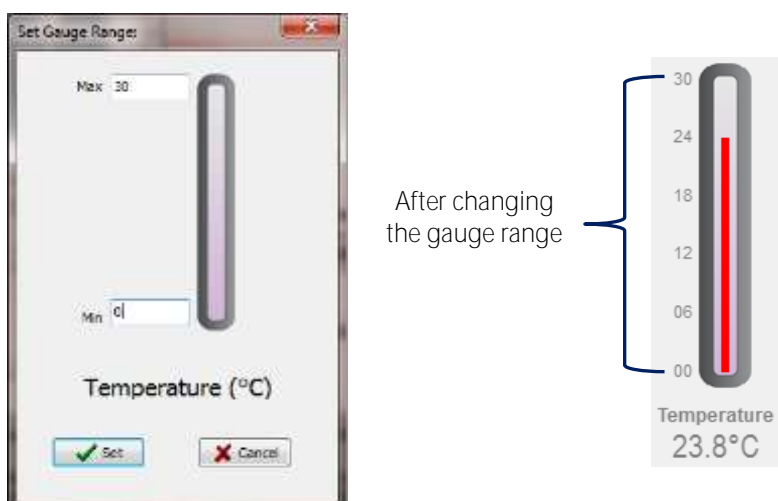 Set Gauge Range:
Max 30
Min 0
Temperature (°C)
Set
Cancel
After changing
the gauge range
30
24
18
12
06
00
Temperature
23.8°C